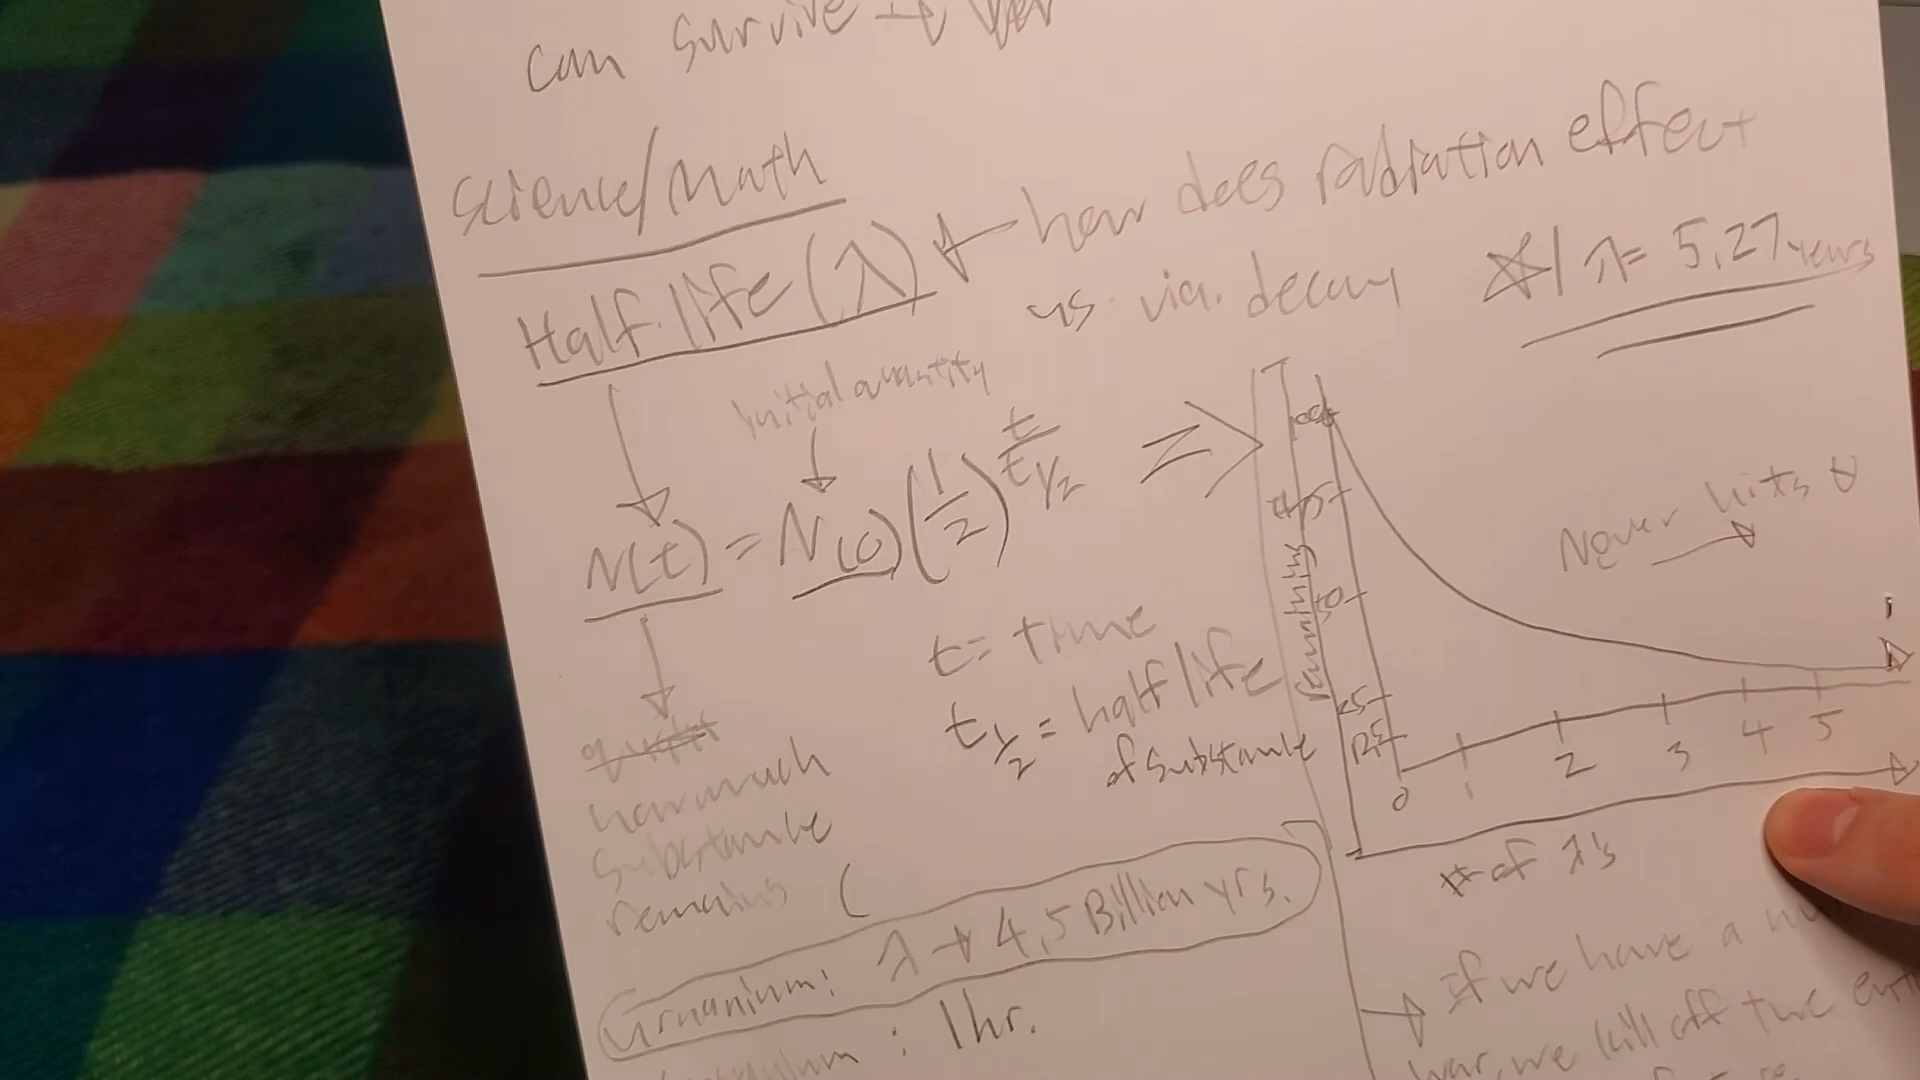 can survive it
Science/Math
Half life (λ) ← how does radiation effect
us via. decay
*| λ= 5.27 years
initial quantity
N(t) = N(0)(1/2)^(t/t1/2) =>
t = time
t1/2 = half life
of substance
how much
substance
remains (
Urnanium: λ → 4.5 Billion yrs.
: 1hr.
100
75
50
25
12.5
0 1 2 3 4 5
# of λ's
Never hits 0
→ If we have a
war, we kill off the